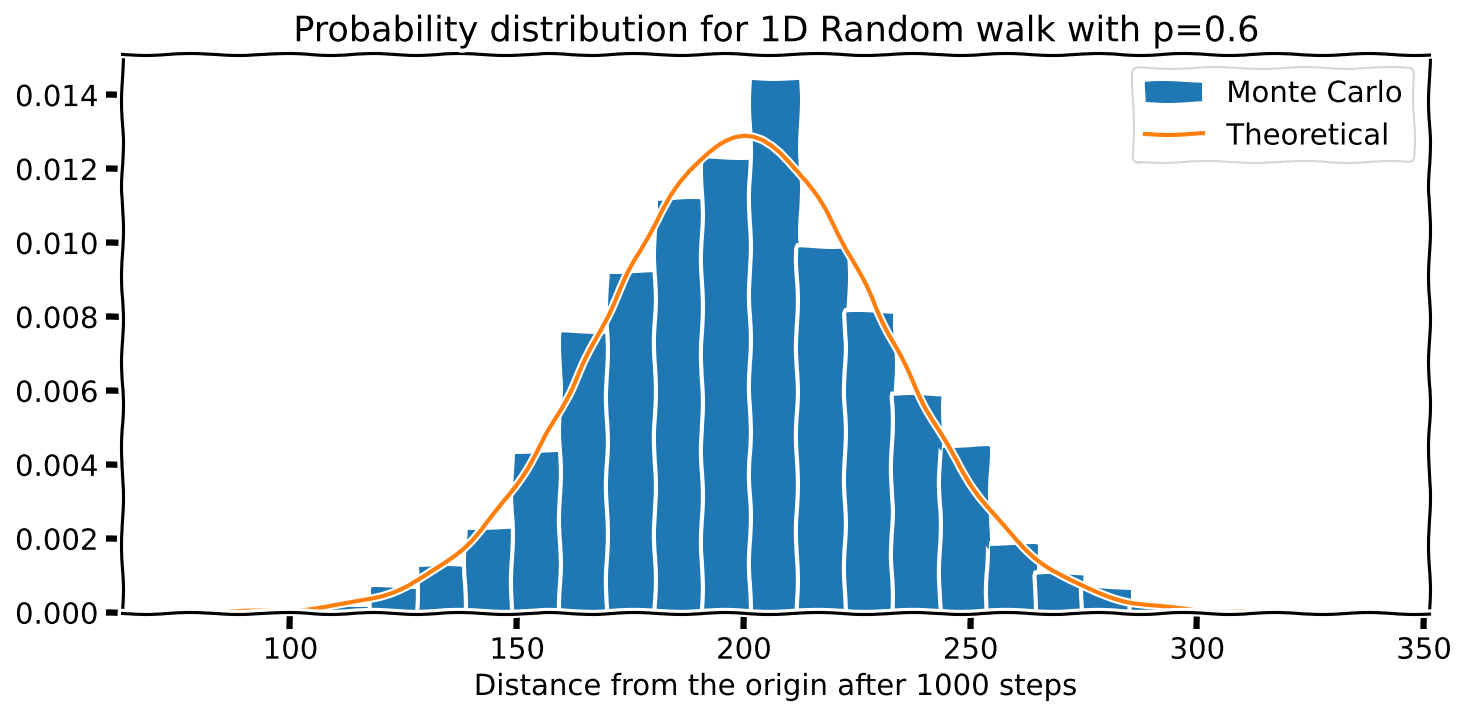 Probability distribution for 1D Random walk with p=0.6
Monte Carlo
Theoretical
0.014
0.012
0.010
0.008
0.006
0.004
0.002
0.000
100 150 200 250 300 350
Distance from the origin after 1000 steps